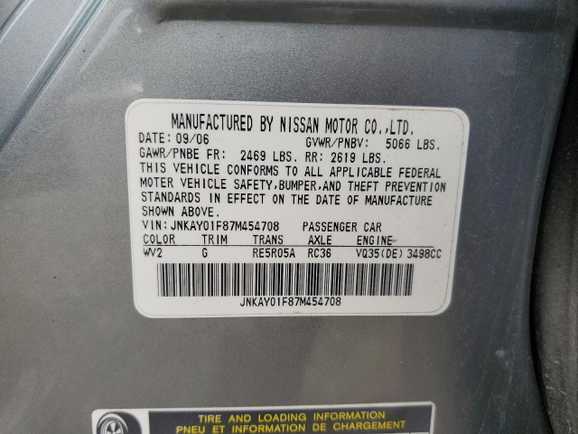 MANUFACTURED BY NISSAN MOTOR CO.,LTD.
DATE: 09/06 GVWR/PNBV: 5066 LBS.
GAWR/PNBE FR: 2469 LBS. RR: 2619 LBS.
THIS VEHICLE CONFORMS TO ALL APPLICABLE FEDERAL
MOTER VEHICLE SAFETY,BUMPER,AND THEFT PREVENTION
STANDARDS IN EFFECT ON THE DATE OF MANUFACTURE
SHOWN ABOVE.
VIN: JNKAY01F87M454708 PASSENGER CAR
COLOR TRIM TRANS AXLE ENGINE
WV2 G RE5R05A RC36 VQ35(DE) 3498CC
JNKAY01F87M454708
TIRE AND LOADING INFORMATION
PNEU ET INFORMATION DE CHARGEMENT